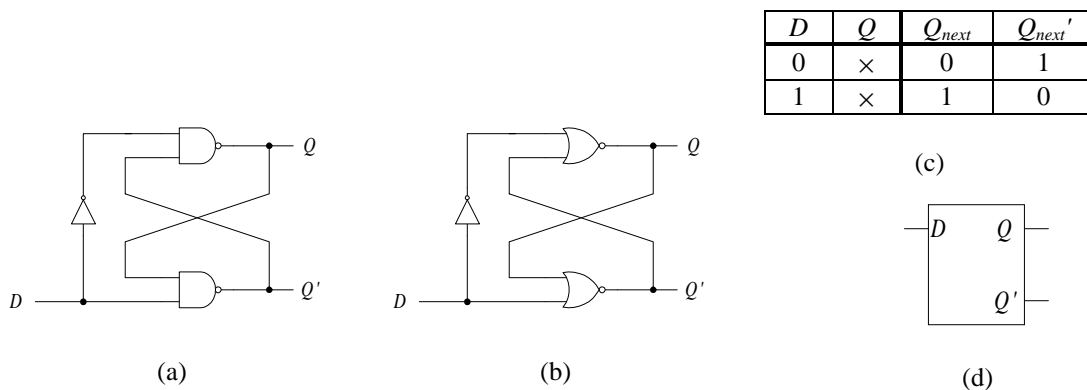 D Q Q_next Q_next'
0 × 0 1
1 × 1 0
(c)
Q
D
Q'
(a)
Q
D
Q'
(b)
D Q
Q'
(d)